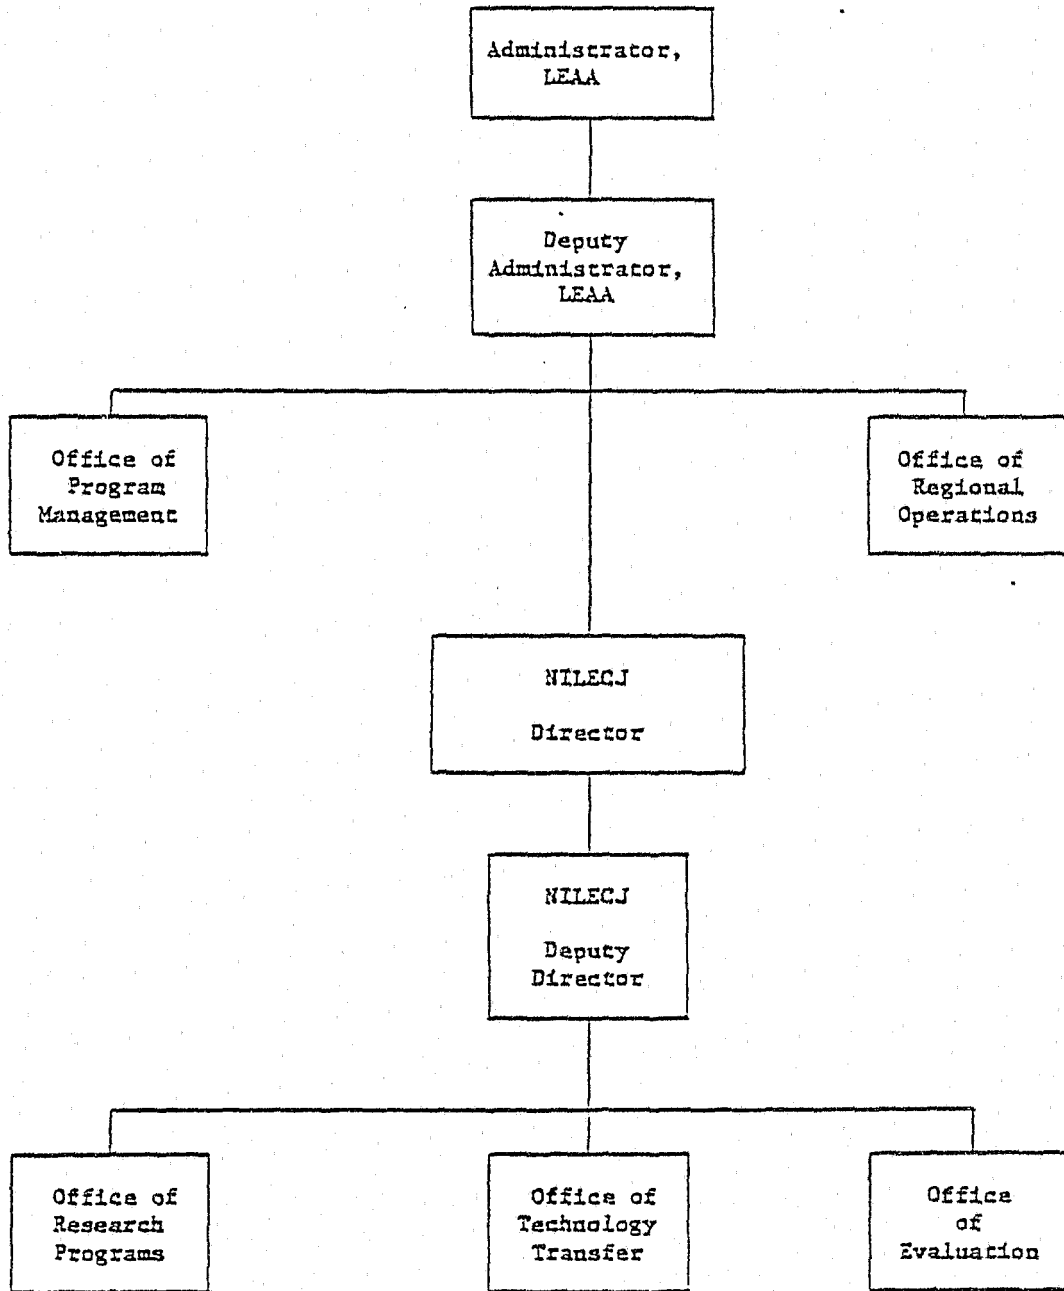 Administrator,
LEAA
Deputy
Administrator,
LEAA
Office of
Program
Management
Office of
Regional
Operations
NILECJ
Director
NILECJ
Deputy
Director
Office of
Research
Programs
Office of
Technology
Transfer
Office
of
Evaluation